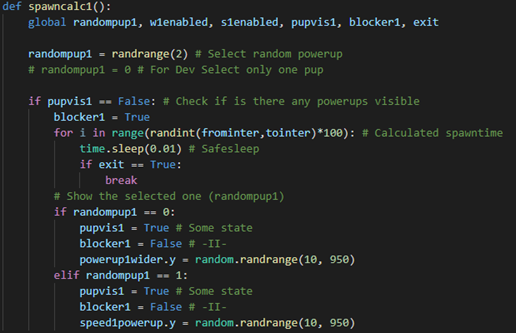 def spawncalc1():
global randompup1, w1enabled, s1enabled, pupvis1, blocker1, exit
randompup1 = randrange(2) # Select random powerup
# randompup1 = 0 # For Dev Select only one pup
if pupvis1 == False: # Check if is there any powerups visible
blocker1 = True
for i in range(randint(frominter,tointer)*100): # Calculated spawntime
time.sleep(0.01) # Safesleep
if exit == True:
break
# Show the selected one (randompup1)
if randompup1 == 0:
pupvis1 = True # Some state
blocker1 = False # -II-
powerup1wider.y = random.randrange(10, 950)
elif randompup1 == 1:
pupvis1 = True # Some state
blocker1 = False # -II-
speed1powerup.y = random.randrange(10, 950)